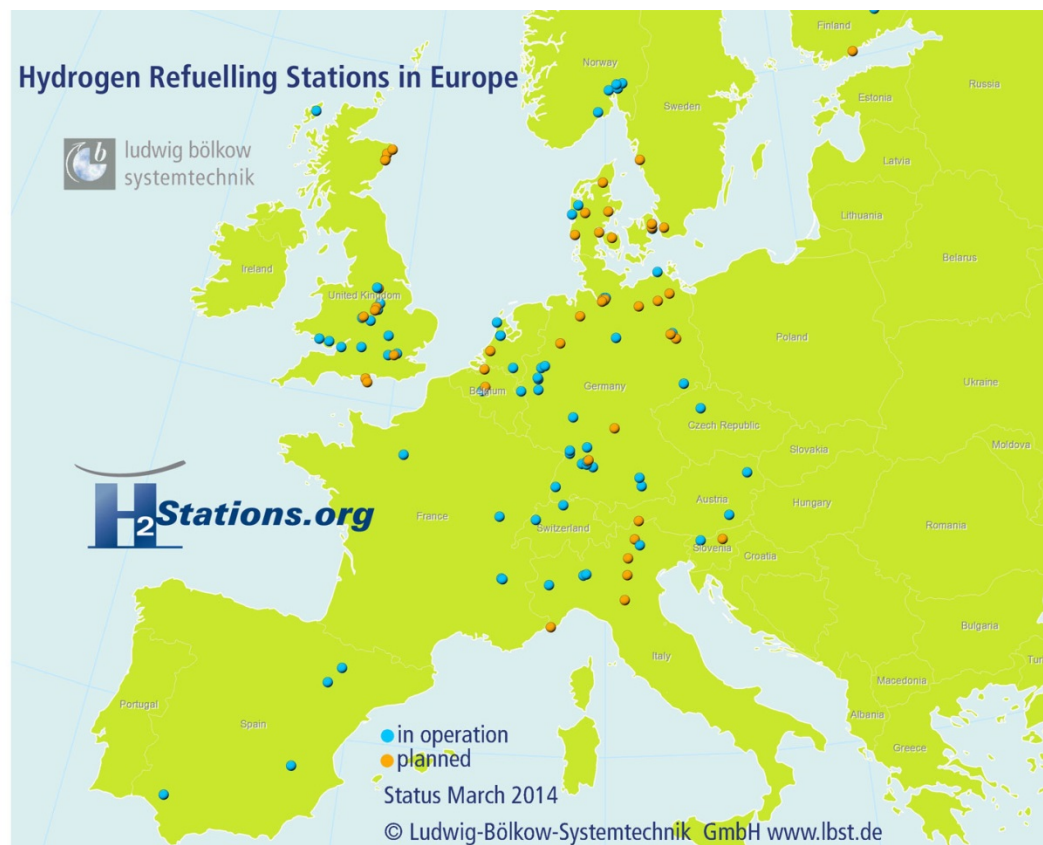 Hydrogen Refuelling Stations in Europe
b
ludwig bölkow
systemtechnik
Finland
Norway
Sweden
Russia
Estonia
Latvia
Lithuania
Belarus
Ireland
United Kingdom
Poland
Belgium
Germany
Ukraine
Czech Republic
Slovakia
Moldova
H2Stations.org
France
Austria
Hungary
Switzerland
Romania
Slovenia
Croatia
Bulgaria
Italy
Macedonia
Portugal
Spain
Albania
Greece
in operation
planned
Status March 2014
© Ludwig-Bölkow-Systemtechnik GmbH www.lbst.de